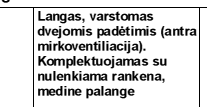 Langas, varstomas
dvejomis padėtimis (antra
mirkoventiliacija).
Komplektuojamas su
nulenkiama rankena,
medine palange